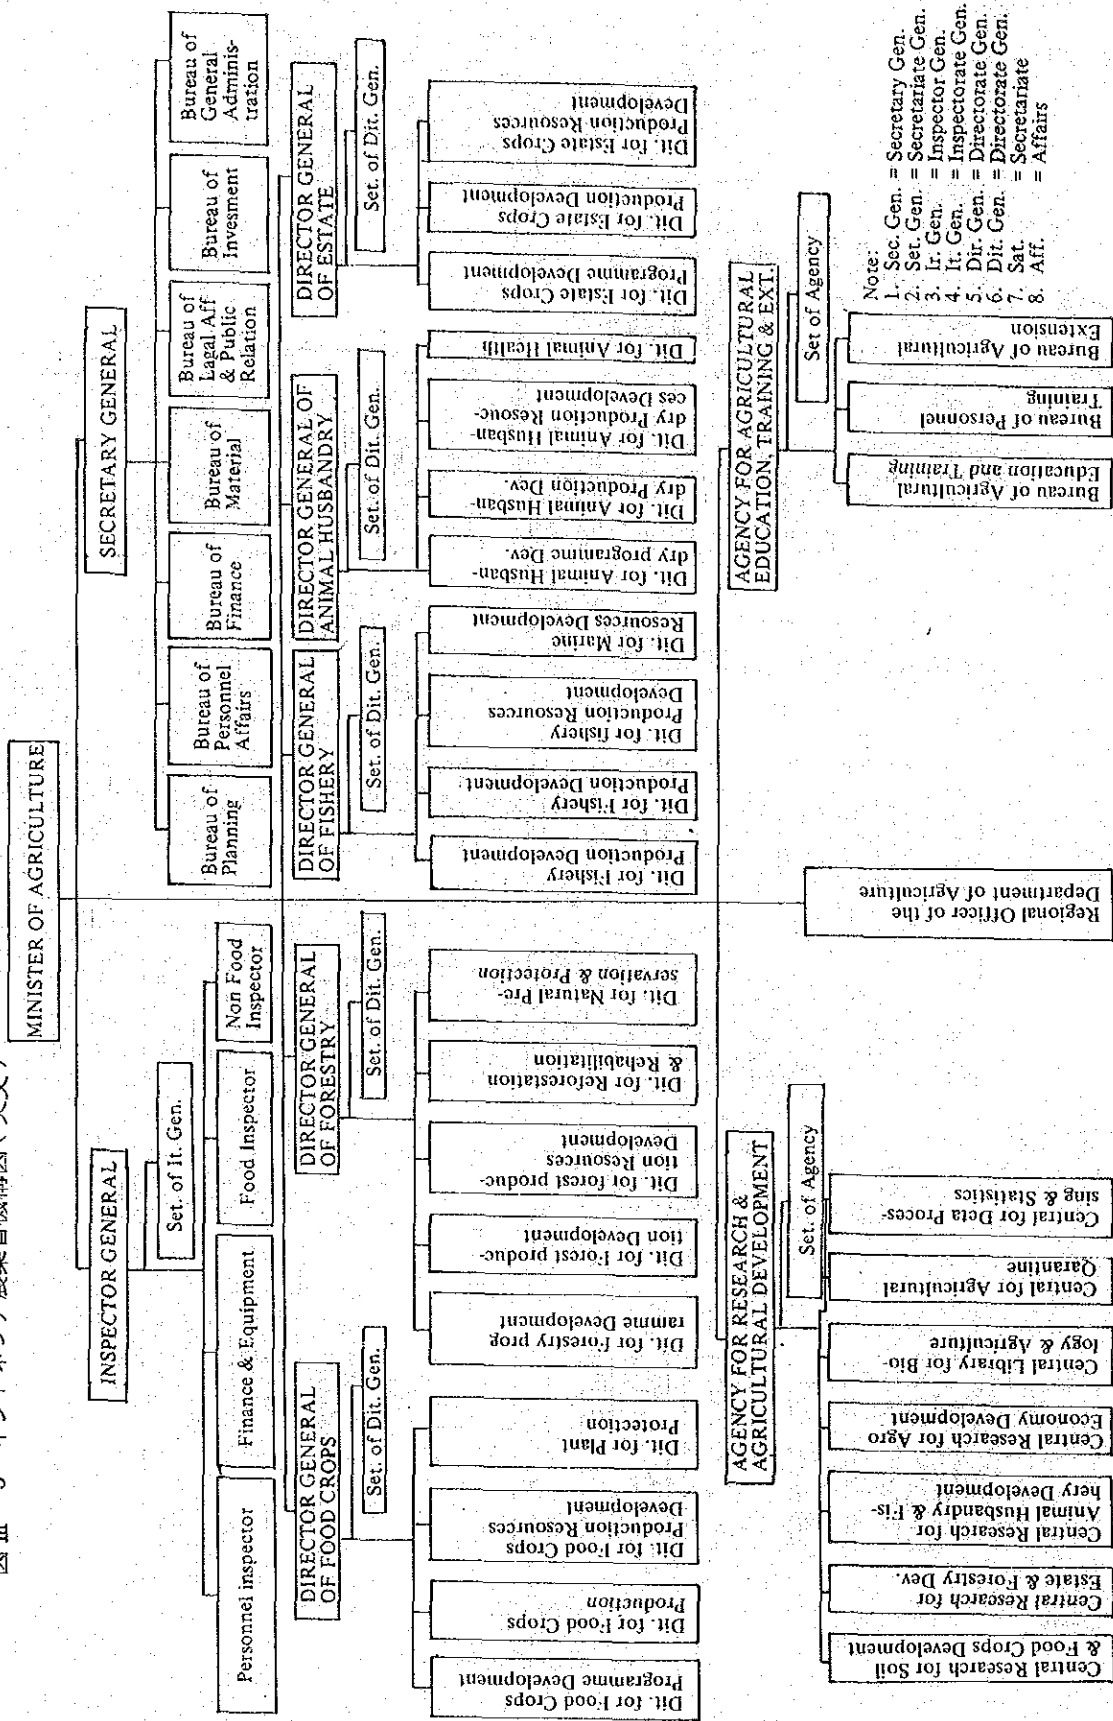 MINISTER OF AGRICULTURE
INSPECTOR GENERAL
SECRETARY GENERAL
Set. of It. Gen.
Personnel inspector
Finance & Equipment
Food Inspector
Non Food
Inspector
Bureau of
Planning
Bureau of
Personnel
Affairs
Bureau of
Finance
Bureau of
Material
Bureau of
Lagal Aff
& Public
Relation
Bureau of
Invesment
Bureau of
General
Adminis-
tration
DIRECTOR GENERAL
OF FOOD CROPS
Set. of Dit. Gen.
Dit. for Food Crops
Programme Development
Dit. for Food Crops
Production
Dit. for Food Crops
Production Resources
Development
Dit. for Plant
Protection
DIRECTOR GENERAL
OF FORESTRY
Set. of Dit. Gen.
Dit. for Forestry prog
ramme Development
Dit. for Forest produc-
tion Development
Dit. for forest produc-
tion Resources
Development
Dit. for Reforestation
& Rehabilitation
Dit. for Natural Pre-
servation & Protection
DIRECTOR GENERAL
OF FISHERY
Set. of Dit. Gen.
Dit. for Fishery
Production Development
Dit. for Fishery
Production Development
Dit. for fishery
Production Resources
Development
Dit. for Marine
Resources Development
DIRECTOR GENERAL OF
ANIMAL HUSBANDRY
Set. of Dit. Gen.
Dit. for Animal Husban-
dry programme Dev.
Dit. for Animal Husban-
dry Production Dev.
Dit. for Animal Husban-
dry Production Resouc-
ces Development
Dit. for Animal Health
DIRECTOR GENERAL
OF ESTATE
Set. of Dit. Gen.
Dit. for Estate Crops
Programme Development
Dit. for Estate Crops
Production Development
Dit. for Estate Crops
Production Resources
Development
AGENCY FOR RESEARCH &
AGRICULTURAL DEVELOPMENT
Set. of Agency
Central Research for Soil
& Food Crops Development
Central Research for
Estate & Forestry Dev.
Central Research for
Animal Husbandry & Fis-
hery Development
Central Research for Agro
Economy Development
Central Library for Bio-
logy & Agriculture
Central for Agricultural
Qarantine
Central for Deta Proces-
sing & Statistics
Regional Officer of the
Department of Agriculture
AGENCY FOR AGRICULTURAL
EDUCATION, TRAINING & EXT.
Set of Agency
Bureau of Agricultural
Education and Training
Bureau of Personnel
Training
Bureau of Agricultural
Extension
Note:
1. Sec. Gen. = Secretary Gen.
2. Set. Gen. = Secretariate Gen.
3. Ir. Gen. = Inspector Gen.
4. It. Gen. = Inspectorate Gen.
5. Dir. Gen. = Directorate Gen.
6. Dit. Gen. = Directorate Gen.
7. Sat. = Secretariate
8. Aff. = Affairs